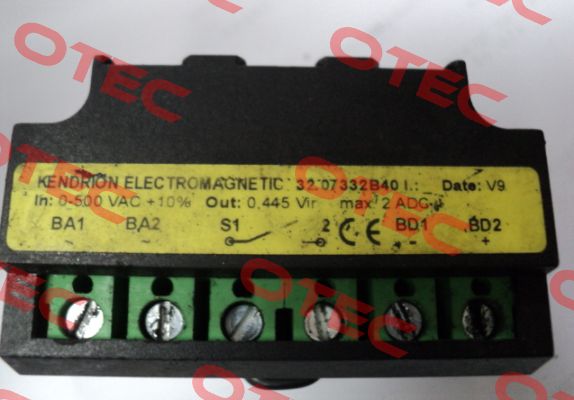 KENDRION ELECTROMAGNETIC 32 07332B40 I.: Date: V9
In: 0-500 VAC +10% Out: 0,445 Vin max 2 ADC
BA1 BA2 S1 2 CE BD1 BD2
- +
OTEC
OTEC
OTEC
OTEC
OTEC
OTEC